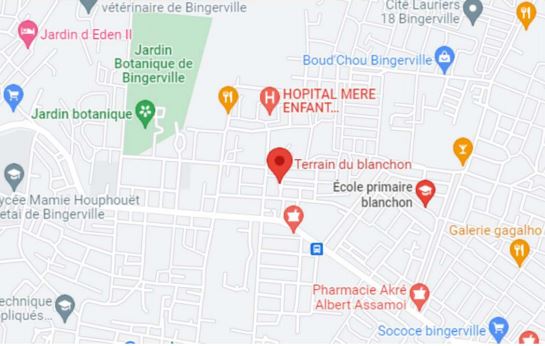 vétérinaire de Bingerville
Cité Lauriers
18 Bingerville
Jardin d Eden II
Jardin
Botanique de
Bingerville
Boud'Chou Bingerville
HOPITAL MERE
ENFANT...
Jardin botanique
Terrain du blanchon
École primaire
blanchon
ycée Mamie Houphouët
etai de Bingerville
Galerie gagalho
Pharmacie Akré
Albert Assamoi
echnique
pliqués...
Sococe bingerville